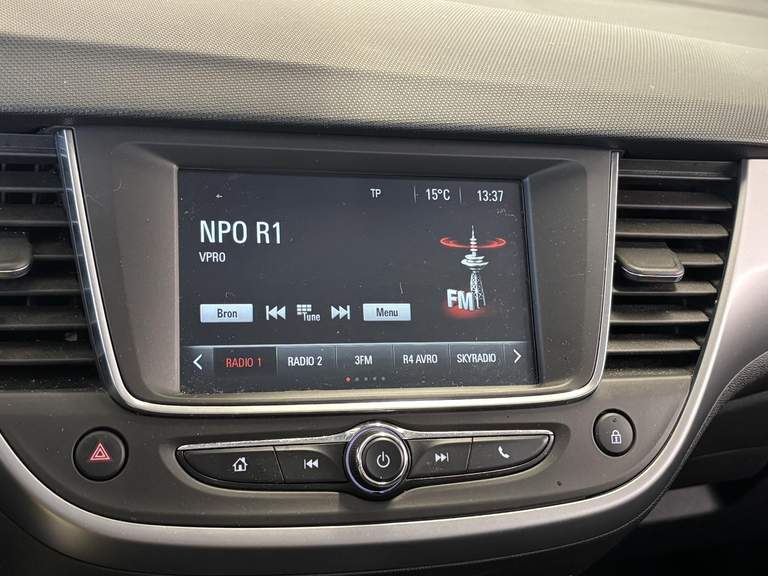 TP 15°C 13:37
NPO R1
VPRO
FM
Bron Tune Menu
RADIO 1 RADIO 2 3FM R4 AVRO SKYRADIO